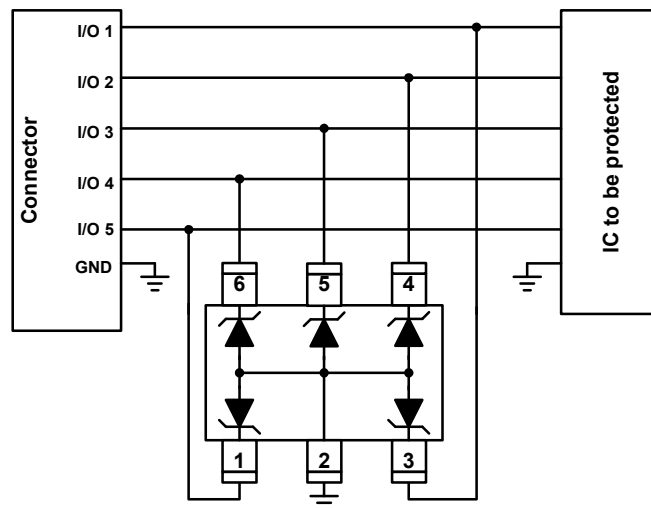 I/O 1
I/O 2
I/O 3
I/O 4
I/O 5
GND
Connector
IC to be protected
6
5
4
1
2
3